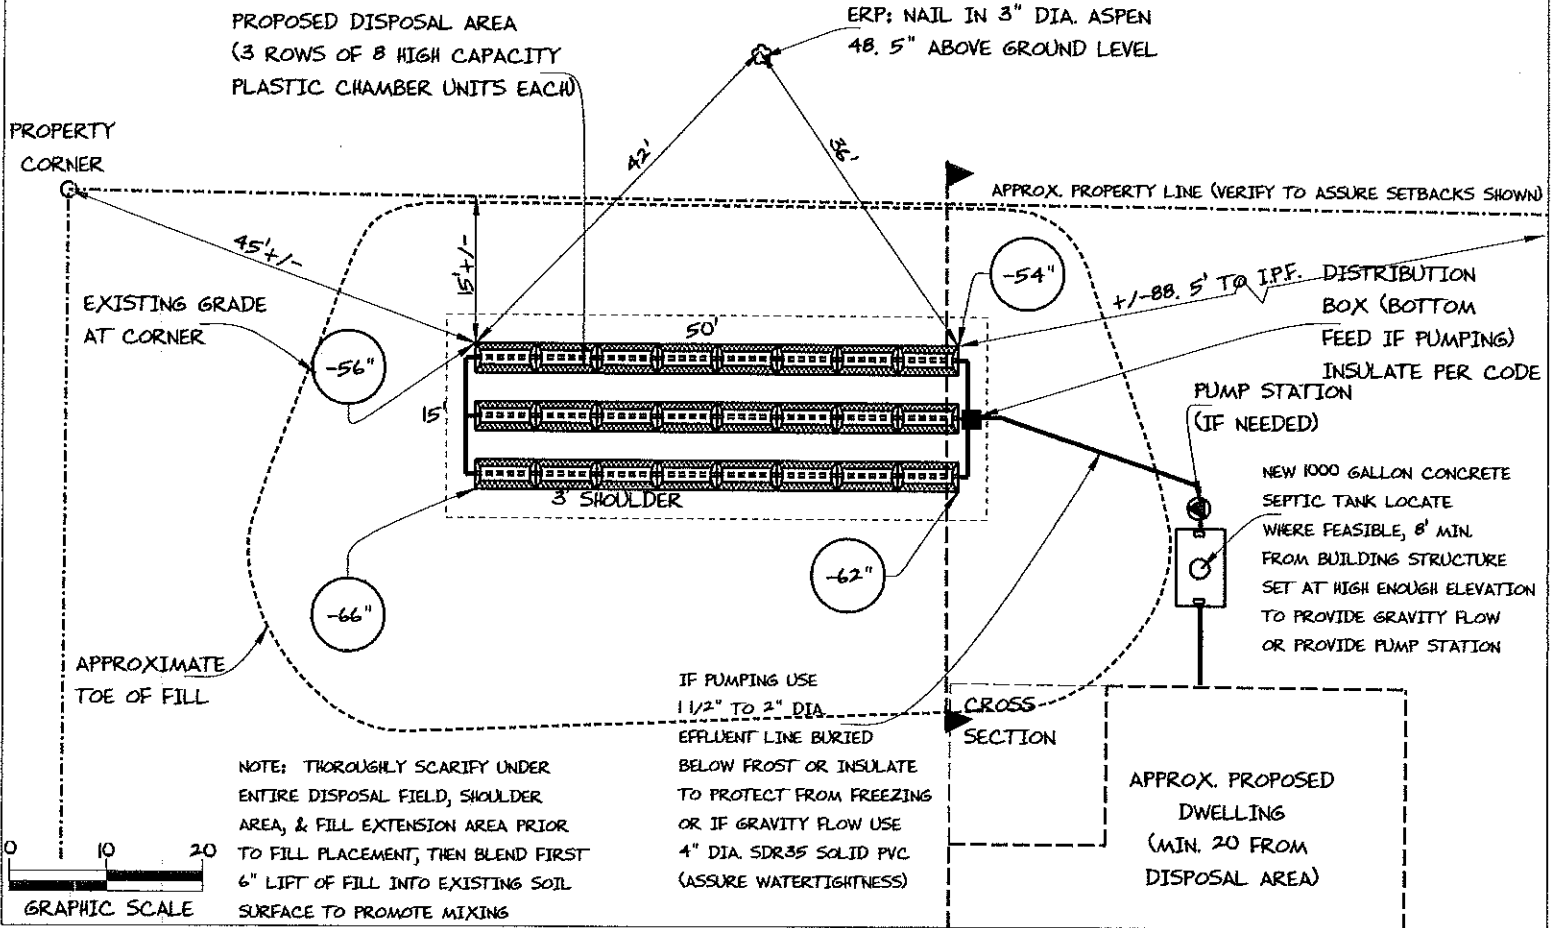 PROPOSED DISPOSAL AREA
(3 ROWS OF 8 HIGH CAPACITY
PLASTIC CHAMBER UNITS EACH)
ERP: NAIL IN 3" DIA. ASPEN
48. 5" ABOVE GROUND LEVEL
PROPERTY
CORNER
42'
36'
APPROX. PROPERTY LINE (VERIFY TO ASSURE SETBACKS SHOWN)
45'+/-
15'+/-
-54"
+/-88. 5' TO I.P.F.
DISTRIBUTION
BOX (BOTTOM
FEED IF PUMPING)
INSULATE PER CODE
EXISTING GRADE
AT CORNER
-56"
50'
15'
3' SHOULDER
PUMP STATION
(IF NEEDED)
NEW 1000 GALLON CONCRETE
SEPTIC TANK LOCATE
WHERE FEASIBLE, 8' MIN.
FROM BUILDING STRUCTURE
SET AT HIGH ENOUGH ELEVATION
TO PROVIDE GRAVITY FLOW
OR PROVIDE PUMP STATION
-66"
-62"
APPROXIMATE
TOE OF FILL
IF PUMPING USE
1 1/2" TO 2" DIA
EFFLUENT LINE BURIED
BELOW FROST OR INSULATE
TO PROTECT FROM FREEZING
OR IF GRAVITY FLOW USE
4" DIA. SDR35 SOLID PVC
(ASSURE WATERTIGHTNESS)
CROSS
SECTION
NOTE: THOROUGHLY SCARIFY UNDER
ENTIRE DISPOSAL FIELD, SHOULDER
AREA, & FILL EXTENSION AREA PRIOR
TO FILL PLACEMENT, THEN BLEND FIRST
6" LIFT OF FILL INTO EXISTING SOIL
SURFACE TO PROMOTE MIXING
APPROX. PROPOSED
DWELLING
(MIN. 20 FROM
DISPOSAL AREA)
0 10 20
GRAPHIC SCALE